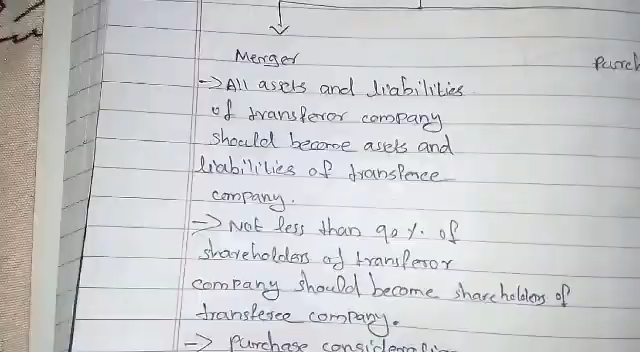 Merger
→ All assets and liabilities
of transferor company
should become assets and
liabilities of transferee
company.
→ Not less than 90% of
shareholders of transferor
company should become shareholders of
transferee company.
→ Purchase